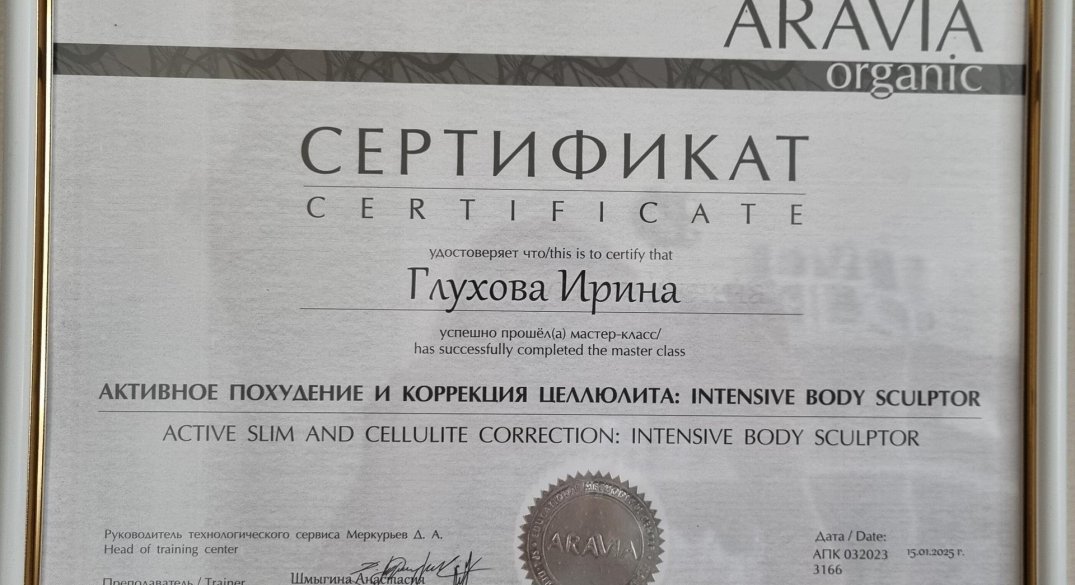 ARAVIA
organic
СЕРТИФИКАТ
CERTIFICATE
удостоверяет что/this is to certify that
Глухова Ирина
успешно прошёл(а) мастер-класс/
has successfully completed the master class
АКТИВНОЕ ПОХУДЕНИЕ И КОРРЕКЦИЯ ЦЕЛЛЮЛИТА: INTENSIVE BODY SCULPTOR
ACTIVE SLIM AND CELLULITE CORRECTION: INTENSIVE BODY SCULPTOR
Руководитель технологического сервиса Меркурьев Д. А.
Head of training center
Преподаватель / Trainer Шмыгина Анастасия
ARAVIA
Дата / Date:
АПК 032023 15.01.2025 г.
3166